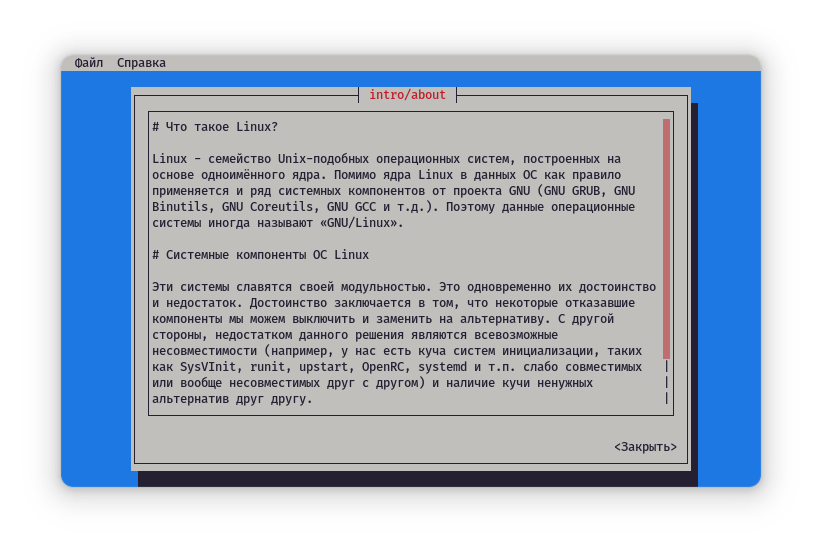 Файл Справка
intro/about
# Что такое Linux?
Linux - семейство Unix-подобных операционных систем, построенных на
основе одноимённого ядра. Помимо ядра Linux в данных ОС как правило
применяется и ряд системных компонентов от проекта GNU (GNU GRUB, GNU
Binutils, GNU Coreutils, GNU GCC и т.д.). Поэтому данные операционные
системы иногда называют «GNU/Linux».
# Системные компоненты ОС Linux
Эти системы славятся своей модульностью. Это одновременно их достоинство
и недостаток. Достоинство заключается в том, что некоторые отказавшие
компоненты мы можем выключить и заменить на альтернативу. С другой
стороны, недостатком данного решения являются всевозможные
несовместимости (например, у нас есть куча систем инициализации, таких
как SysVInit, runit, upstart, OpenRC, systemd и т.п. слабо совместимых
или вообще несовместимых друг с другом) и наличие кучи ненужных
альтернатив друг другу.
<Закрыть>